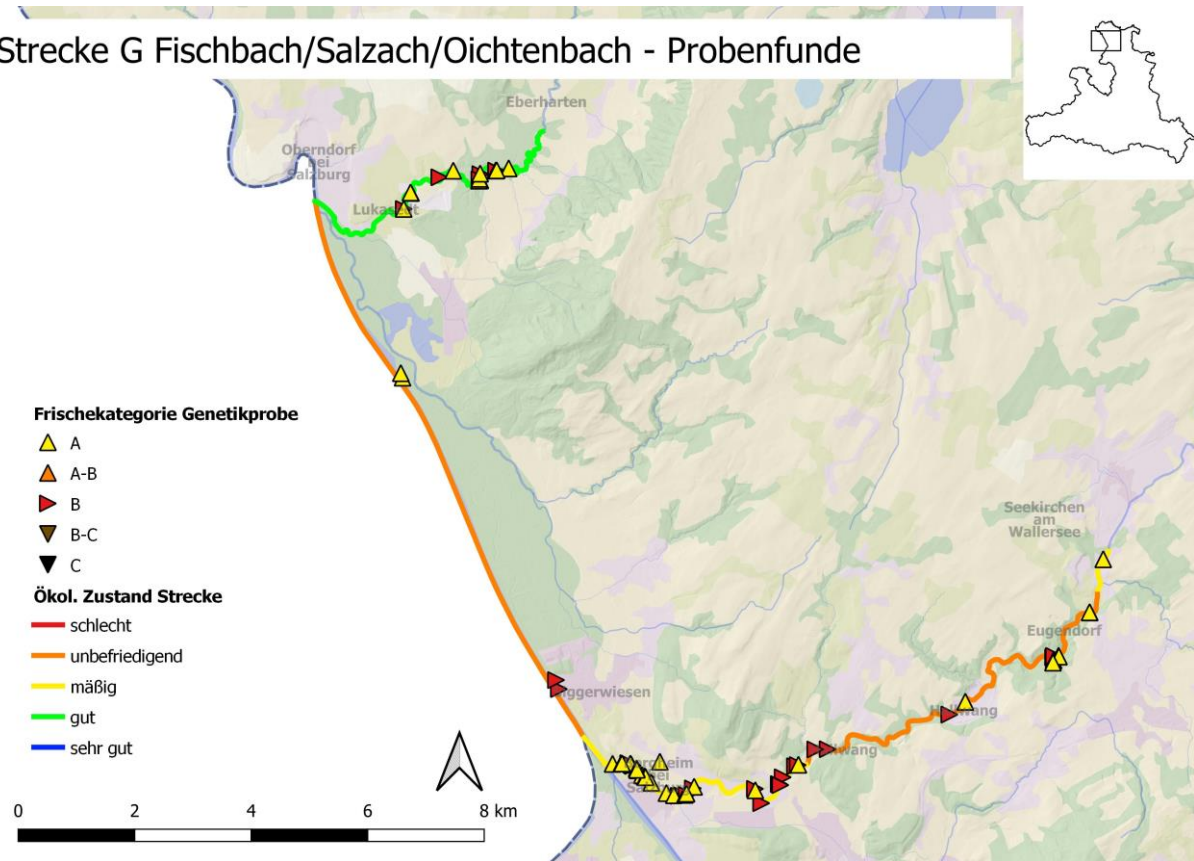 Strecke G Fischbach/Salzach/Oichtenbach - Probenfunde
Eberharten
Oberndorf
bei
Salzburg
Frischekategorie Genetikprobe
A
A-B
B
B-C
C
Ökol. Zustand Strecke
schlecht
unbefriedigend
mäßig
gut
sehr gut
Seekirchen
am
Wallersee
Eugendorf
0 2 4 6 8 km